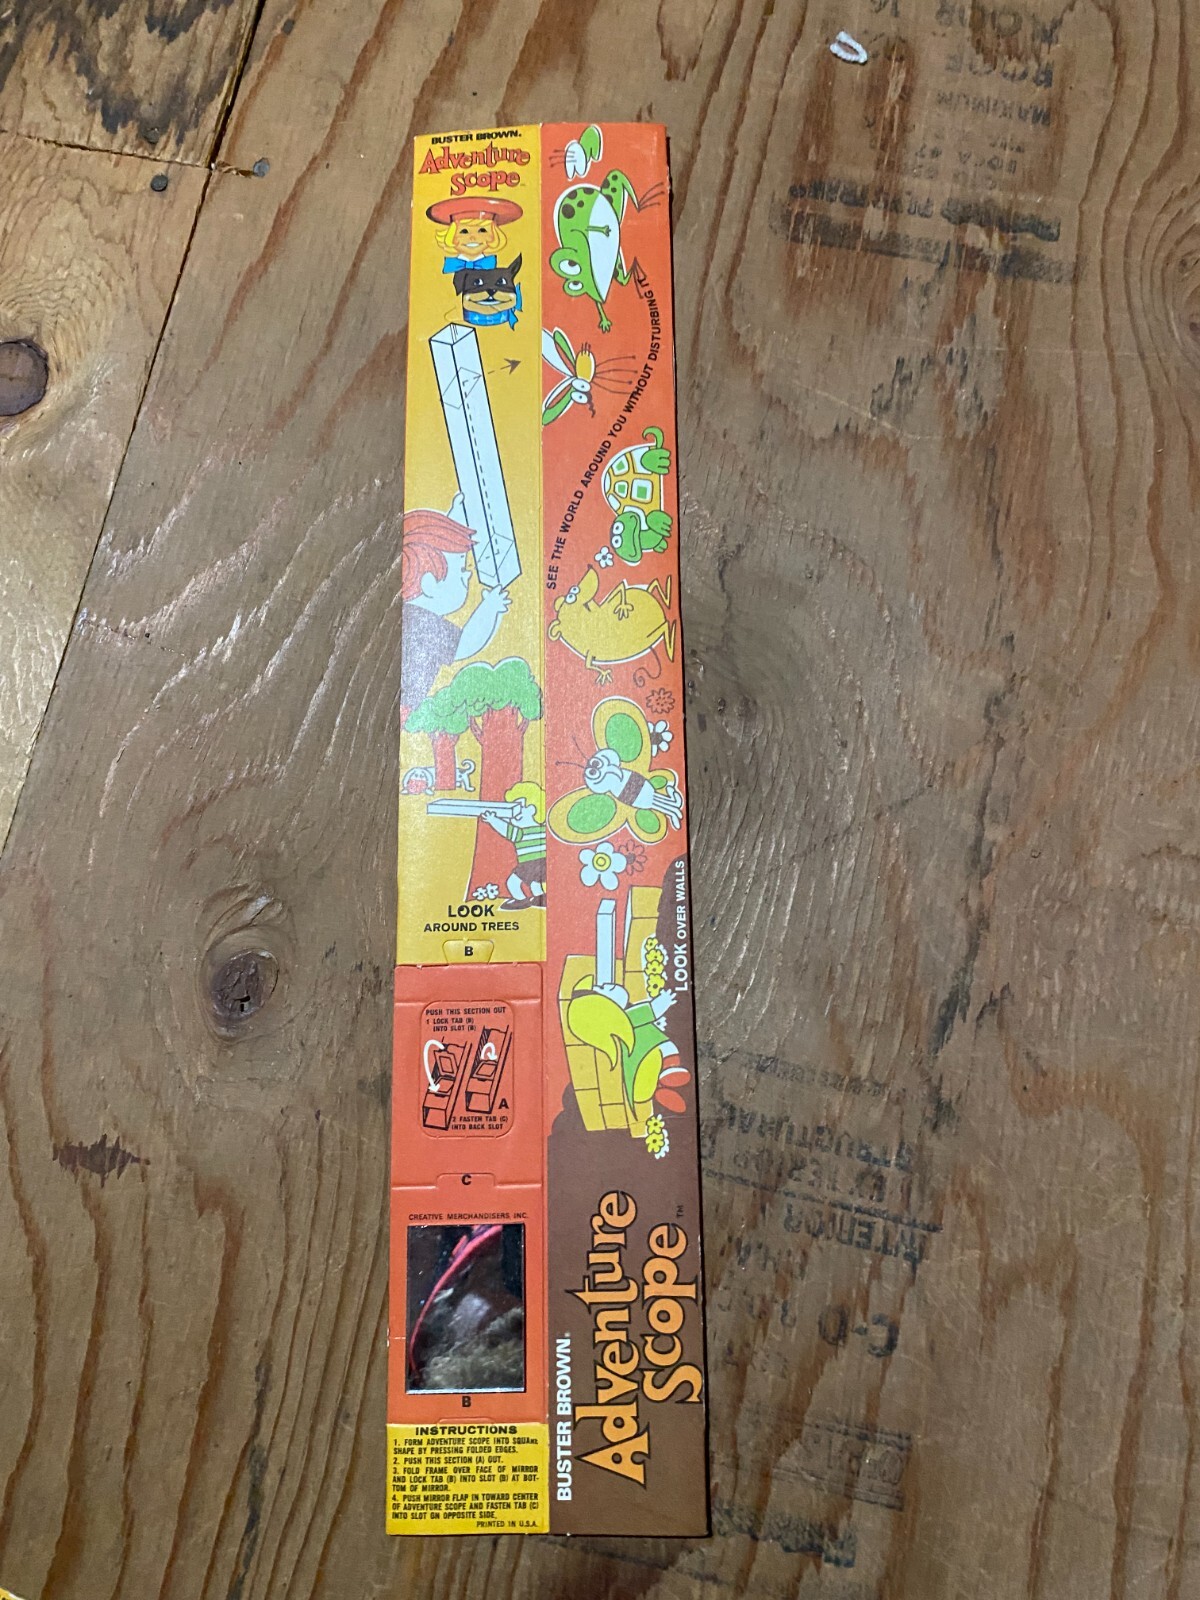 BUSTER BROWN®
Adventure
Scope™
LOOK
AROUND TREES
B
PUSH THIS SECTION OUT
1 LOCK TAB (B)
INTO SLOT (B)
A
2 FASTEN TAB (C)
INTO BACK SLOT
C
CREATIVE MERCHANDISERS, INC.
B
INSTRUCTIONS
1. FORM ADVENTURE SCOPE INTO SQUARE
SHAPE BY PRESSING FOLDED EDGES.
2. PUSH THIS SECTION (A) OUT.
3. FOLD FRAME OVER FACE OF MIRROR
AND LOCK TAB (B) INTO SLOT (B) AT BOT-
TOM OF MIRROR.
4. PUSH MIRROR FLAP IN TOWARD CENTER
OF ADVENTURE SCOPE AND FASTEN TAB (C)
INTO SLOT ON OPPOSITE SIDE.
PRINTED IN U.S.A.
SEE THE WORLD AROUND YOU WITHOUT DISTURBING IT!
LOOK OVER WALLS
BUSTER BROWN®
Adventure
Scope™
INTERIOR
C-D